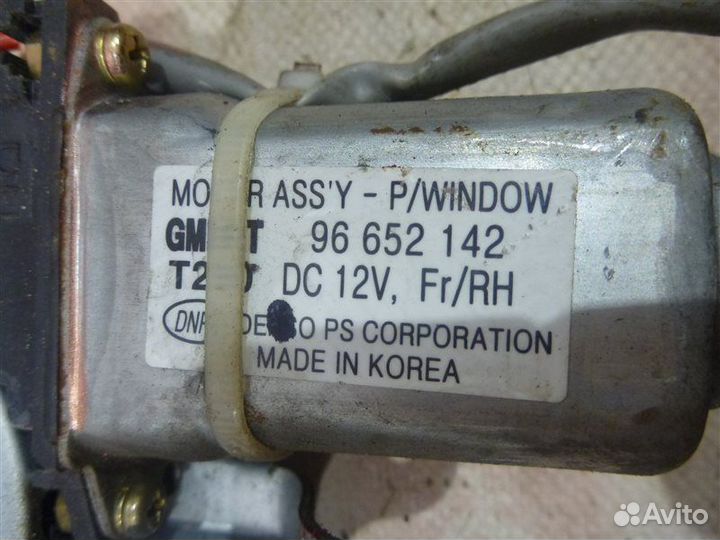 ASS'Y - P/WINDOW
96 652 142
DC 12V, Fr/RH
PS CORPORATION
MADE IN KOREA
Avito